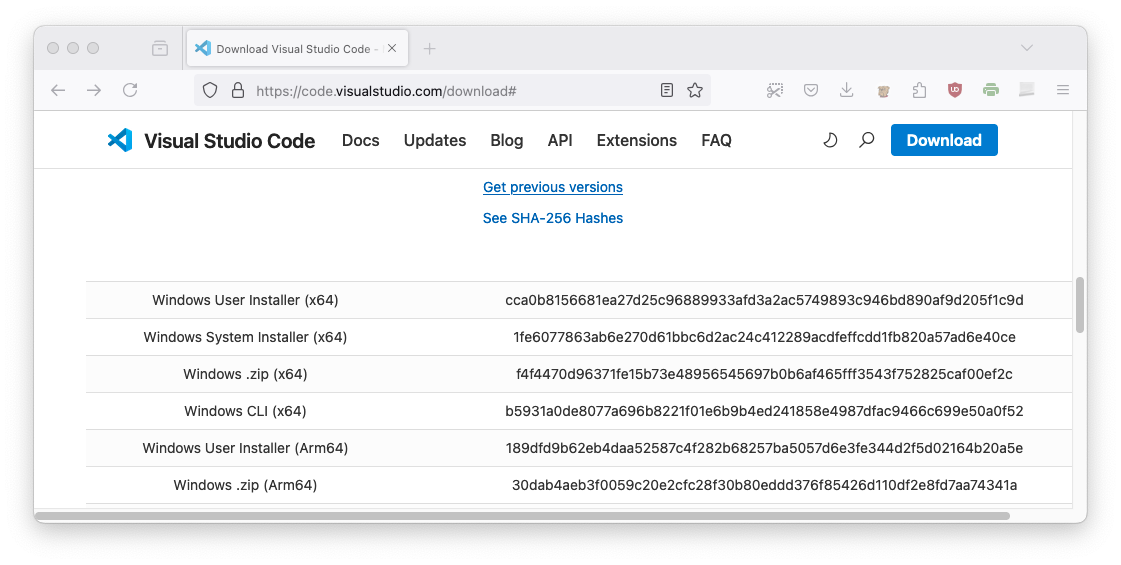 Download Visual Studio Code -
https://code.visualstudio.com/download#
Visual Studio Code Docs Updates Blog API Extensions FAQ Download
Get previous versions
See SHA-256 Hashes
Windows User Installer (x64) cca0b8156681ea27d25c96889933afd3a2ac5749893c946bd890af9d205f1c9d
Windows System Installer (x64) 1fe6077863ab6e270d61bbc6d2ac24c412289acdfeffcdd1fb820a57ad6e40ce
Windows .zip (x64) f4f4470d96371fe15b73e48956545697b0b6af465fff3543f752825caf00ef2c
Windows CLI (x64) b5931a0de8077a696b8221f01e6b9b4ed241858e4987dfac9466c699e50a0f52
Windows User Installer (Arm64) 189dfd9b62eb4daa52587c4f282b68257ba5057d6e3fe344d2f5d02164b20a5e
Windows .zip (Arm64) 30dab4aeb3f0059c20e2cfc28f30b80eddd376f85426d110df2e8fd7aa74341a